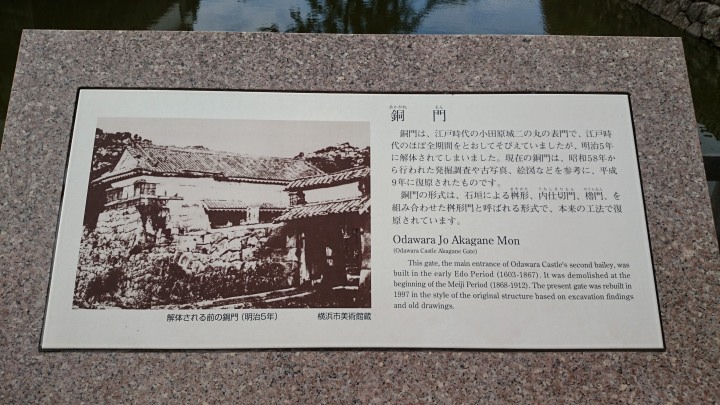 あかがね もん
銅 門
銅門は、江戸時代の小田原城二の丸の表門で、江戸時
代のほぼ全期間をとおしてそびえていましたが、明治5年
に解体されてしまいました。現在の銅門は、昭和58年か
ら行われた発掘調査や古写真、絵図などを参考に、平成
9年に復原されたものです。
銅門の形式は、石垣による桝形、内仕切門、櫓門、を
組み合わせた桝形門と呼ばれる形式で、本来の工法で復
原されています。
Odawara Jo Akagane Mon
(Odawara Castle Akagane Gate)
This gate, the main entrance of Odawara Castle's second bailey, was
built in the early Edo Period (1603-1867). It was demolished at the
beginning of the Meiji Period (1868-1912). The present gate was rebuilt in
1997 in the style of the original structure based on excavation findings
and old drawings.
解体される前の銅門（明治5年） 横浜市美術館蔵